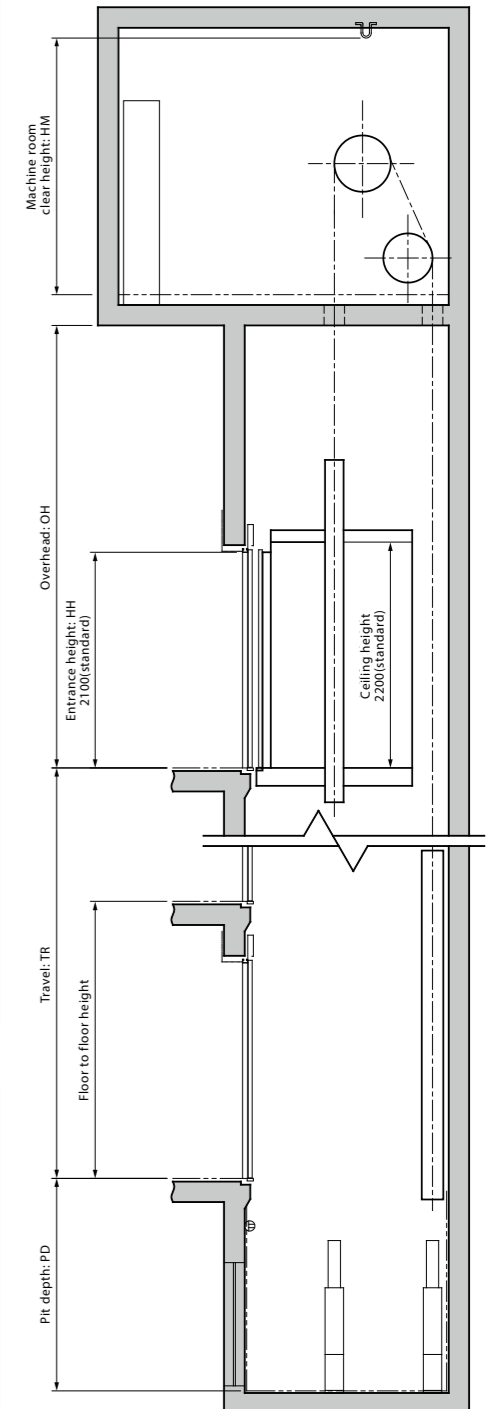 Machine room
clear height: HM
Overhead: OH
Entrance height: HH
2100(standard)
Ceiling height
2200(standard)
Travel: TR
Floor to floor height
Pit depth: PD